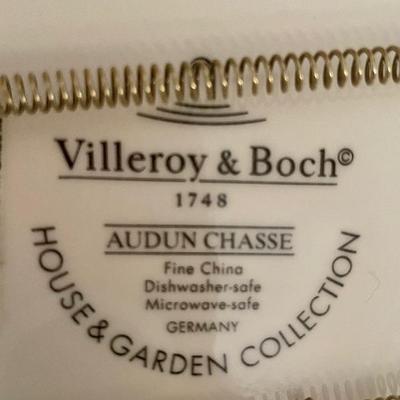 Villeroy & Boch©
1748
AUDUN CHASSE
Fine China
Dishwasher-safe
Microwave-safe
GERMANY
HOUSE & GARDEN COLLECTION